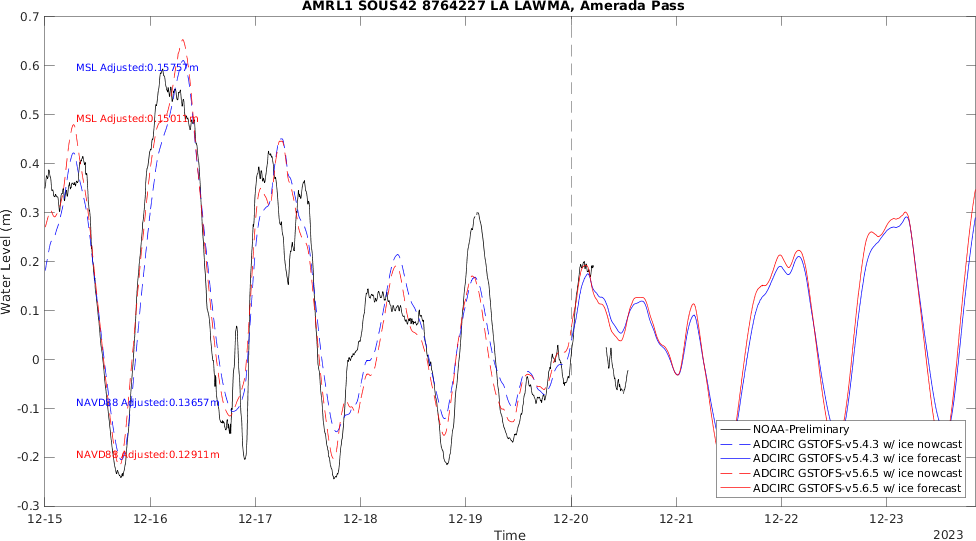 AMRL1 SOUS42 8764227 LA LAWMA, Amerada Pass
0.7
0.6
0.5
0.4
0.3
0.2
0.1
0
-0.1
-0.2
-0.3
Water Level (m)
MSL Adjusted:0.15757m
MSL Adjusted:0.15011m
NAVD88 Adjusted:0.13657m
NAVD88 Adjusted:0.12911m
NOAA-Preliminary
ADCIRC GSTOFS-v5.4.3 w/ ice nowcast
ADCIRC GSTOFS-v5.4.3 w/ ice forecast
ADCIRC GSTOFS-v5.6.5 w/ ice nowcast
ADCIRC GSTOFS-v5.6.5 w/ ice forecast
12-15 12-16 12-17 12-18 12-19 12-20 12-21 12-22 12-23
Time
2023